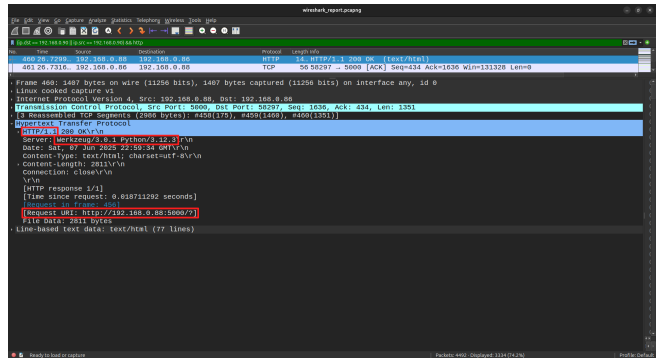 wireshark_report.pcapng
File Edit View Go Capture Analyze Statistics Telephony Wireless Tools Help
No. Time Source Destination Protocol Length Info
460 26.7299… 192.168.0.88 192.168.0.86 HTTP 14… HTTP/1.1 200 OK (text/html)
461 26.7316… 192.168.0.86 192.168.0.88 TCP 56 58297 → 5000 [ACK] Seq=434 Ack=1636 Win=131328 Len=0
Frame 460: 1407 bytes on wire (11256 bits), 1407 bytes captured (11256 bits) on interface any, id 0
Linux cooked capture v1
Internet Protocol Version 4, Src: 192.168.0.88, Dst: 192.168.0.86
Transmission Control Protocol, Src Port: 5000, Dst Port: 58297, Seq: 1636, Ack: 434, Len: 1351
[3 Reassembled TCP Segments (2986 bytes): #458(175), #459(1460), #460(1351)]
Hypertext Transfer Protocol
HTTP/1.1 200 OK\r\n
Server: Werkzeug/3.0.1 Python/3.12.3\r\n
Date: Sat, 07 Jun 2025 22:59:34 GMT\r\n
Content-Type: text/html; charset=utf-8\r\n
Content-Length: 2811\r\n
Connection: close\r\n
\r\n
[HTTP response 1/1]
[Time since request: 0.018711292 seconds]
[Request in frame: 456]
[Request URI: http://192.168.0.88:5000/?]
File Data: 2811 bytes
Line-based text data: text/html (77 lines)
Ready to load or capture
Packets: 4492 · Displayed: 3334 (74.2%)
Profile: Default